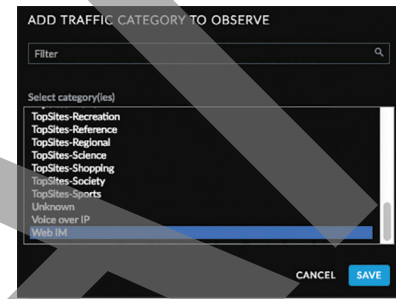 ADD TRAFFIC CATEGORY TO OBSERVE
Filter
Select category(ies)
TopSites-Recreation
TopSites-Reference
TopSites-Regional
TopSites-Science
TopSites-Shopping
TopSites-Society
TopSites-Sports
Unknown
Voice over IP
Web IM
CANCEL SAVE